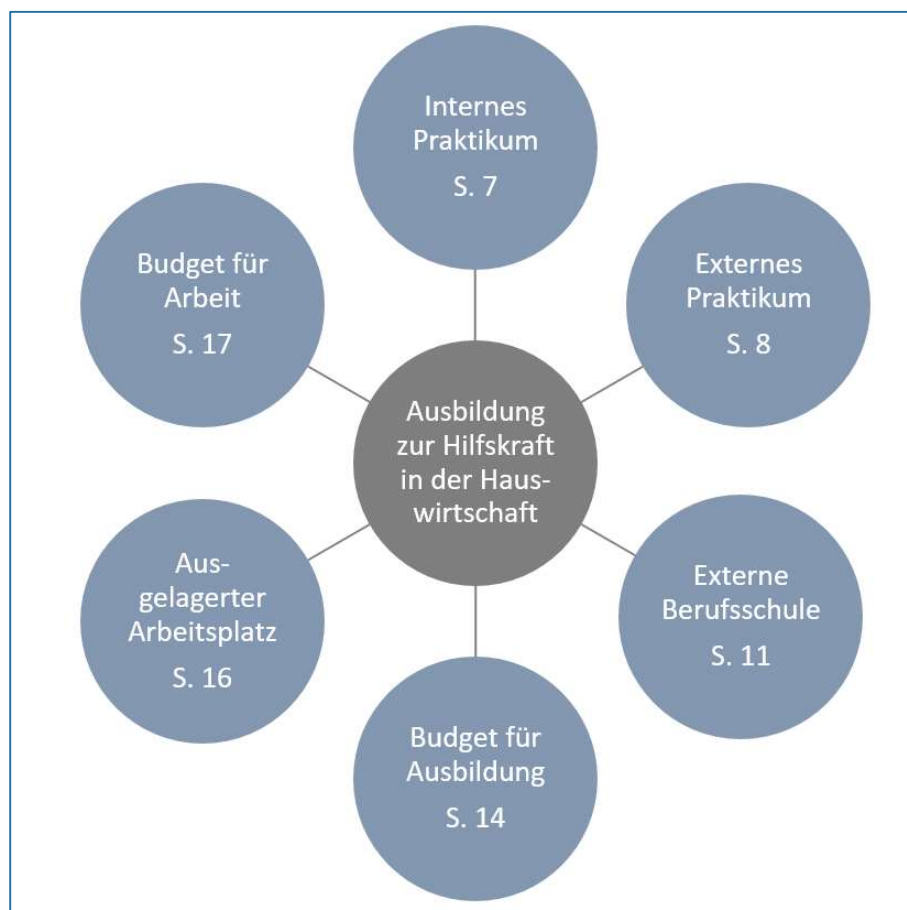 Internes
Praktikum
S. 7
Externes
Praktikum
S. 8
Externe
Berufsschule
S. 11
Budget für
Ausbildung
S. 14
Aus-
gelagerter
Arbeitsplatz
S. 16
Budget für
Arbeit
S. 17
Ausbildung
zur Hilfskraft
in der Haus-
wirtschaft